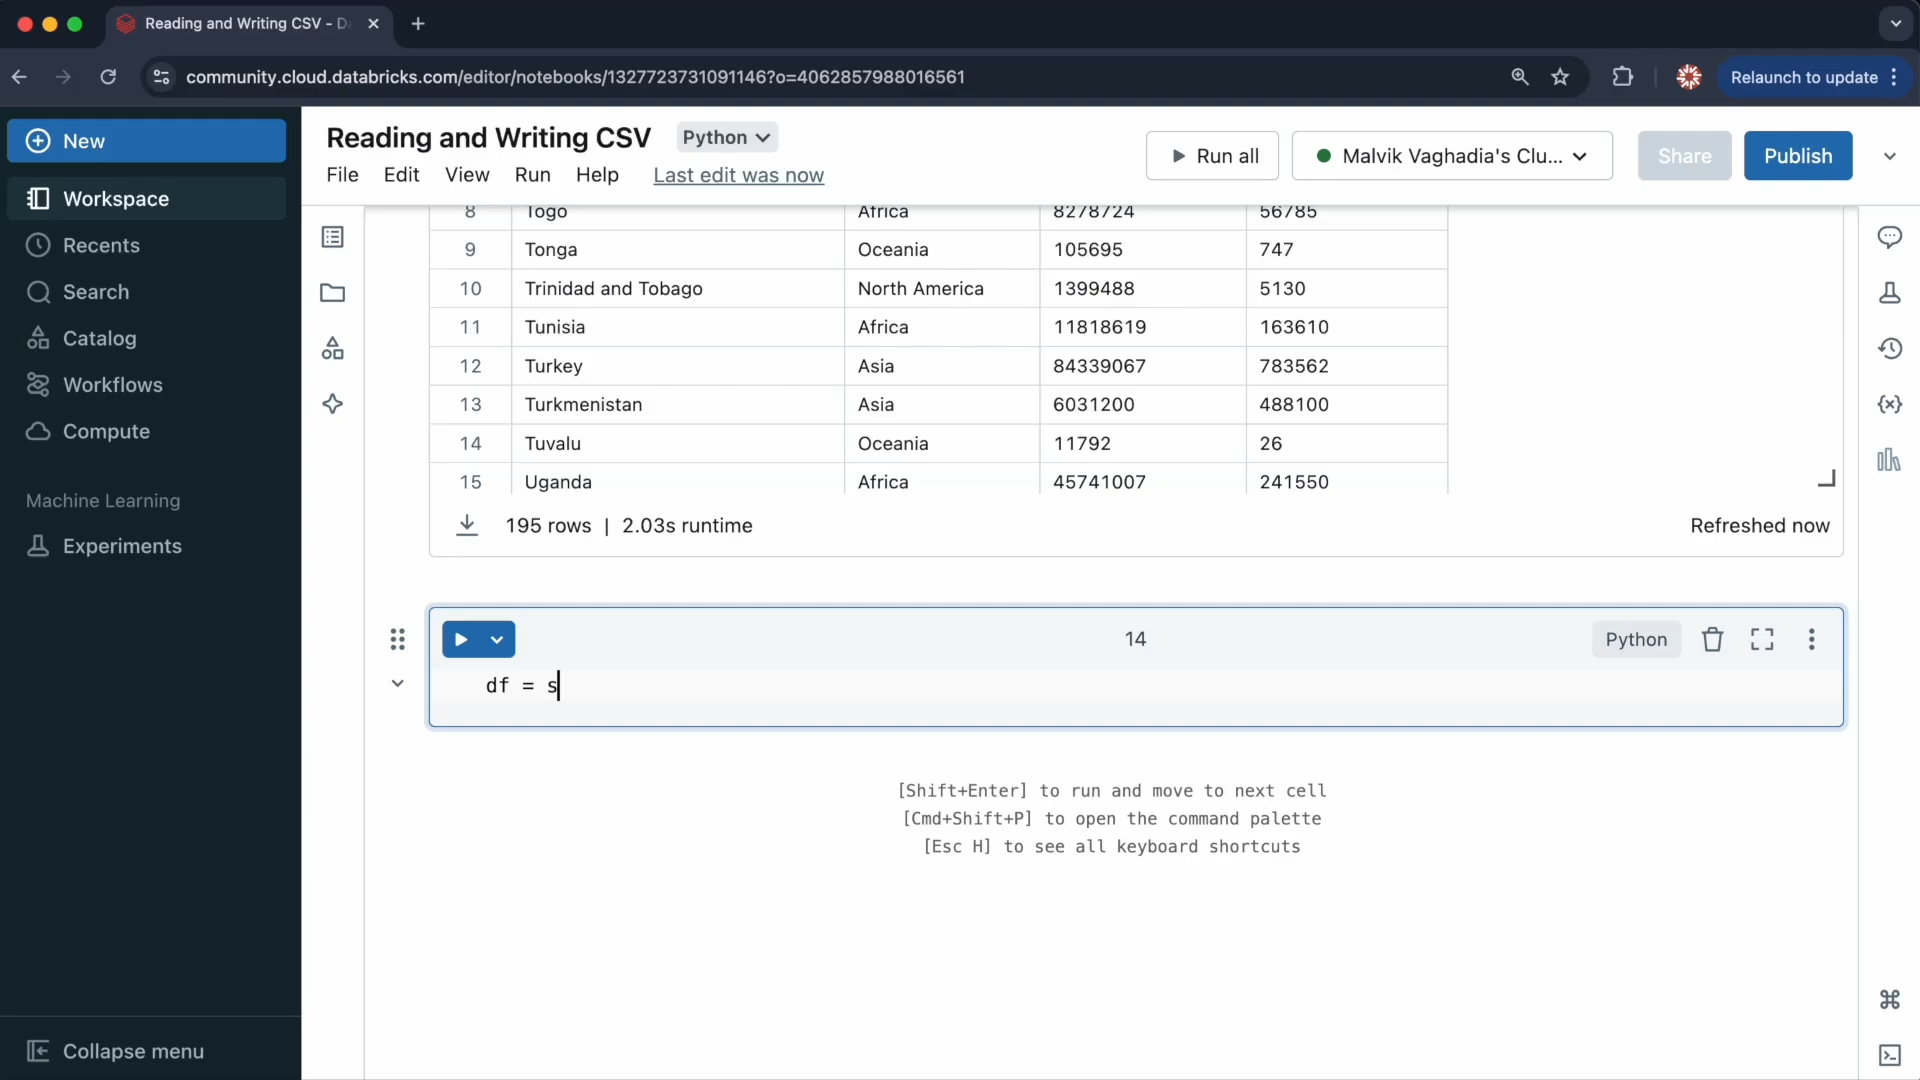 Reading and Writing CSV - D
community.cloud.databricks.com/editor/notebooks/1327723731091146?o=4062857988016561
Relaunch to update
New
Workspace
Recents
Search
Catalog
Workflows
Compute
Machine Learning
Experiments
Collapse menu
Reading and Writing CSV Python
File Edit View Run Help Last edit was now
Run all Malvik Vaghadia's Clu... Share Publish
8 Togo Africa 8278724 56785
9 Tonga Oceania 105695 747
10 Trinidad and Tobago North America 1399488 5130
11 Tunisia Africa 11818619 163610
12 Turkey Asia 84339067 783562
13 Turkmenistan Asia 6031200 488100
14 Tuvalu Oceania 11792 26
15 Uganda Africa 45741007 241550
195 rows | 2.03s runtime Refreshed now
14 Python
df = s
[Shift+Enter] to run and move to next cell
[Cmd+Shift+P] to open the command palette
[Esc H] to see all keyboard shortcuts